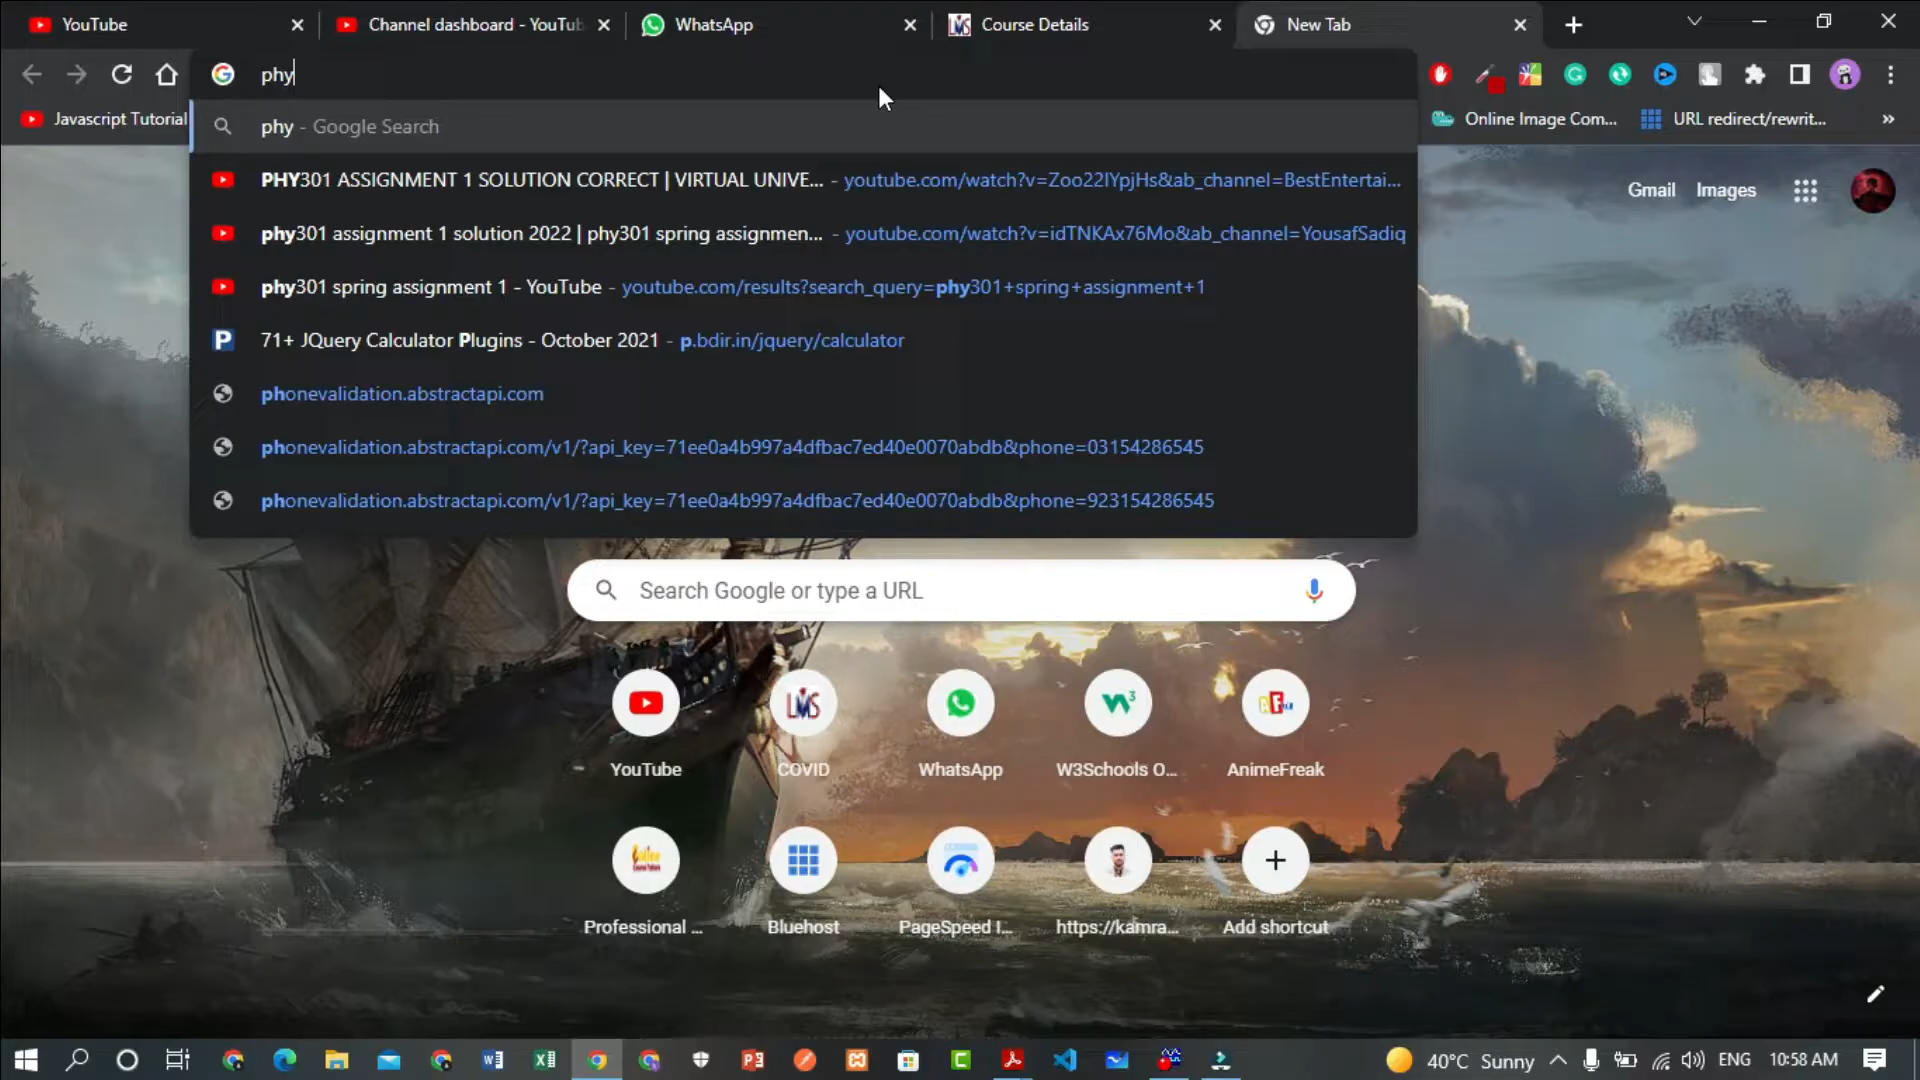 YouTube
Channel dashboard - YouTub
WhatsApp
Course Details
New Tab
phy
Javascript Tutorial
Online Image Com...
URL redirect/rewrit...
»
phy - Google Search
PHY301 ASSIGNMENT 1 SOLUTION CORRECT | VIRTUAL UNIVE... - youtube.com/watch?v=Zoo22lYpjHs&ab_channel=BestEntertai...
phy301 assignment 1 solution 2022 | phy301 spring assignmen... - youtube.com/watch?v=idTNKAx76Mo&ab_channel=YousafSadiq
phy301 spring assignment 1 - YouTube - youtube.com/results?search_query=phy301+spring+assignment+1
71+ JQuery Calculator Plugins - October 2021 - p.bdir.in/jquery/calculator
phonevalidation.abstractapi.com
phonevalidation.abstractapi.com/v1/?api_key=71ee0a4b997a4dfbac7ed40e0070abdb&phone=03154286545
phonevalidation.abstractapi.com/v1/?api_key=71ee0a4b997a4dfbac7ed40e0070abdb&phone=923154286545
Gmail
Images
Search Google or type a URL
LMS
YouTube
COVID
WhatsApp
W3Schools O...
AnimeFreak
Professional ...
Bluehost
PageSpeed I...
https://kamra...
Add shortcut
40°C Sunny
ENG
10:58 AM